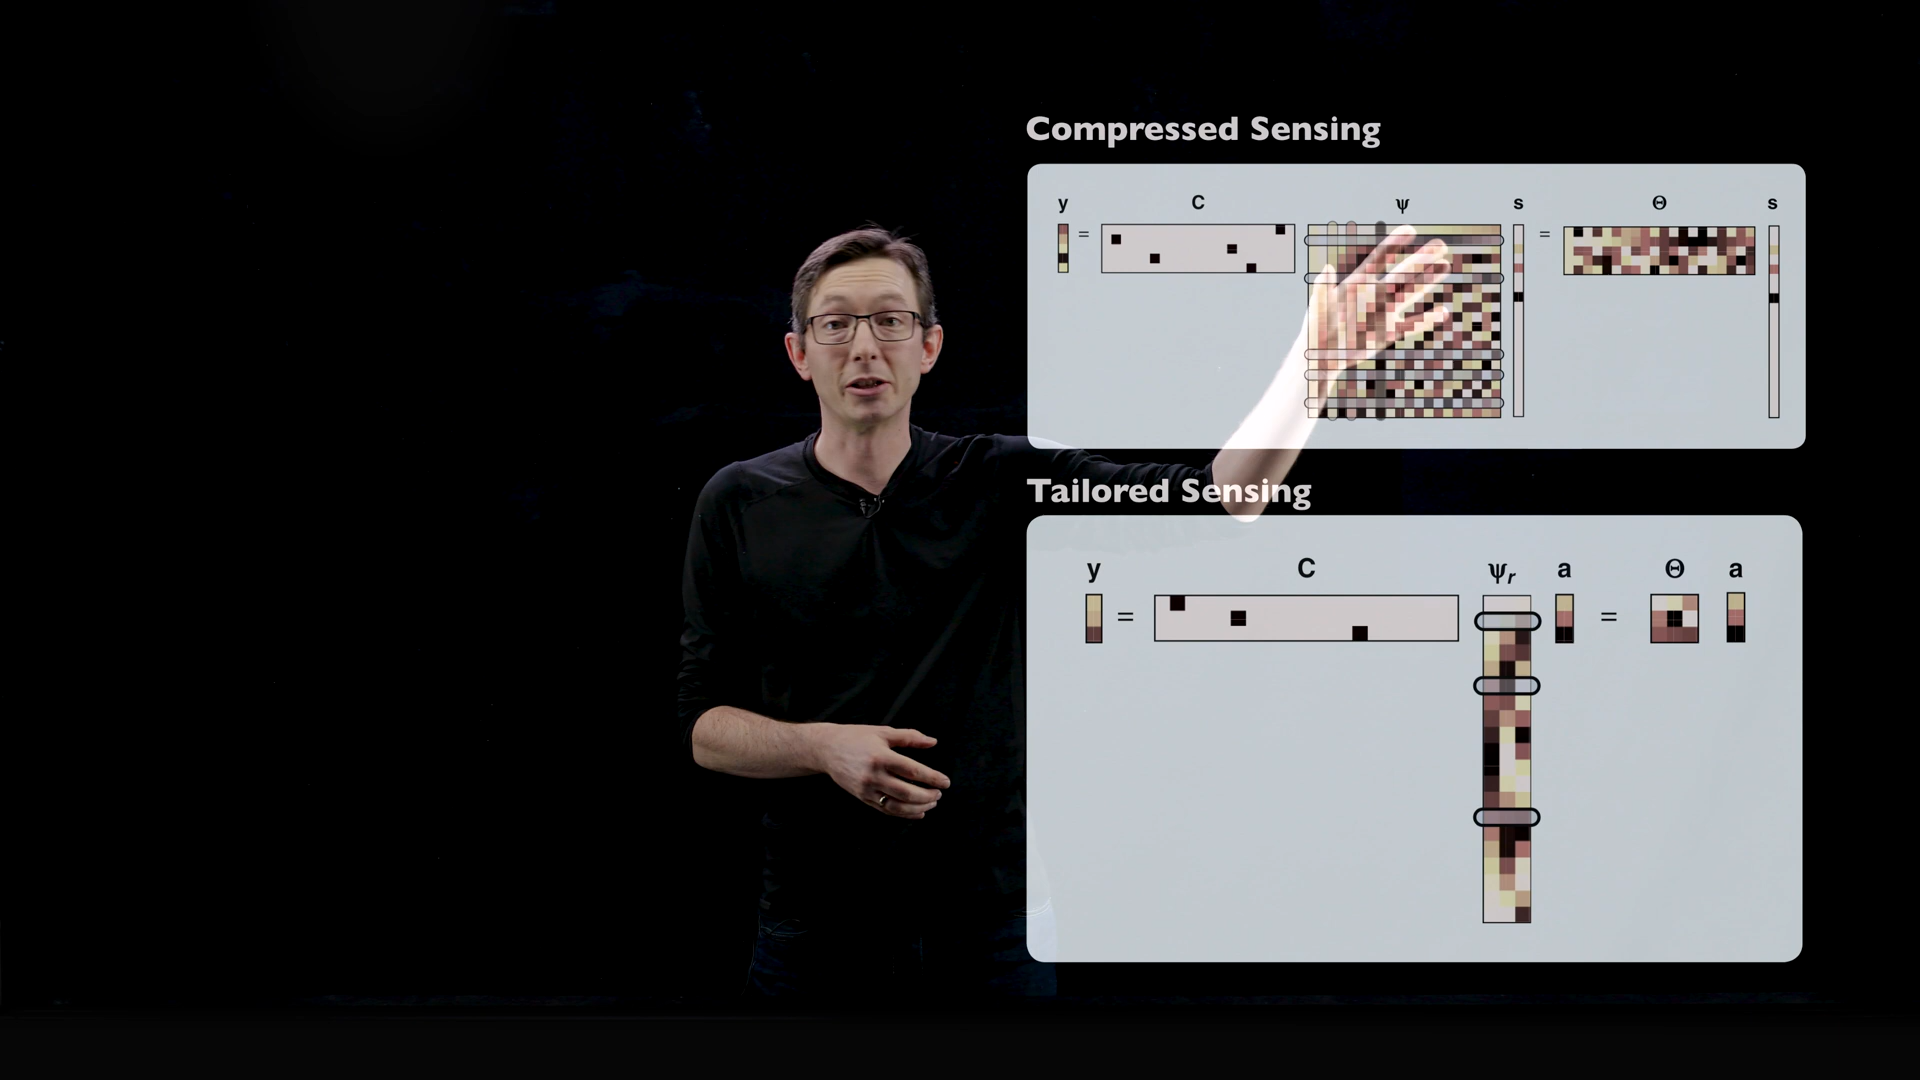 Compressed Sensing
y = C ψ s = Θ s
Tailored Sensing
y = C ψr a = Θ a